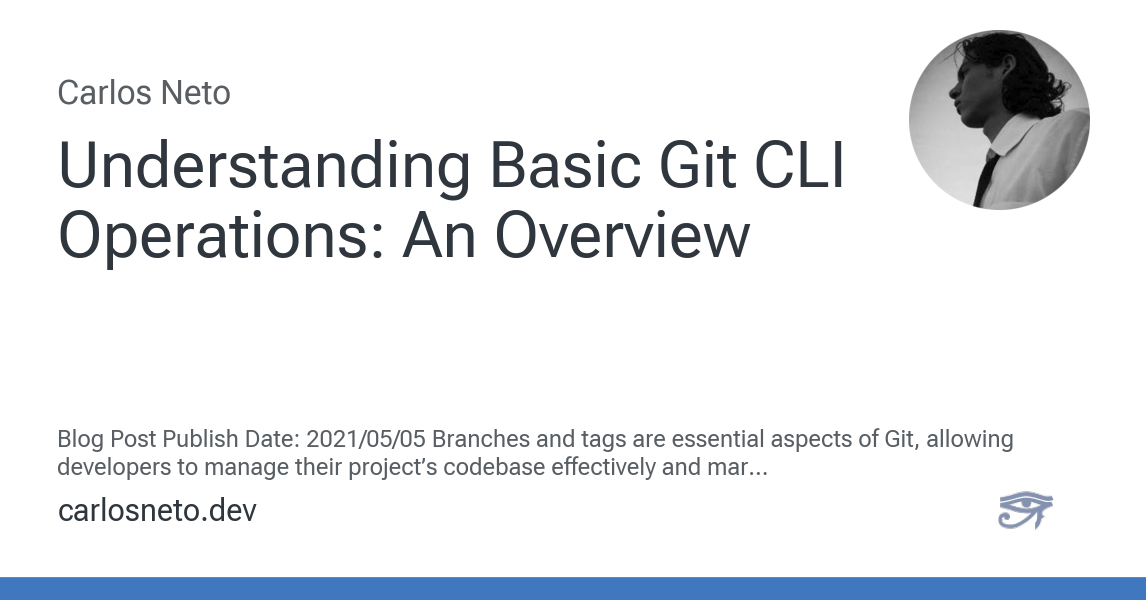 Carlos Neto
Understanding Basic Git CLI
Operations: An Overview
Blog Post Publish Date: 2021/05/05 Branches and tags are essential aspects of Git, allowing
developers to manage their project’s codebase effectively and mar...
carlosneto.dev